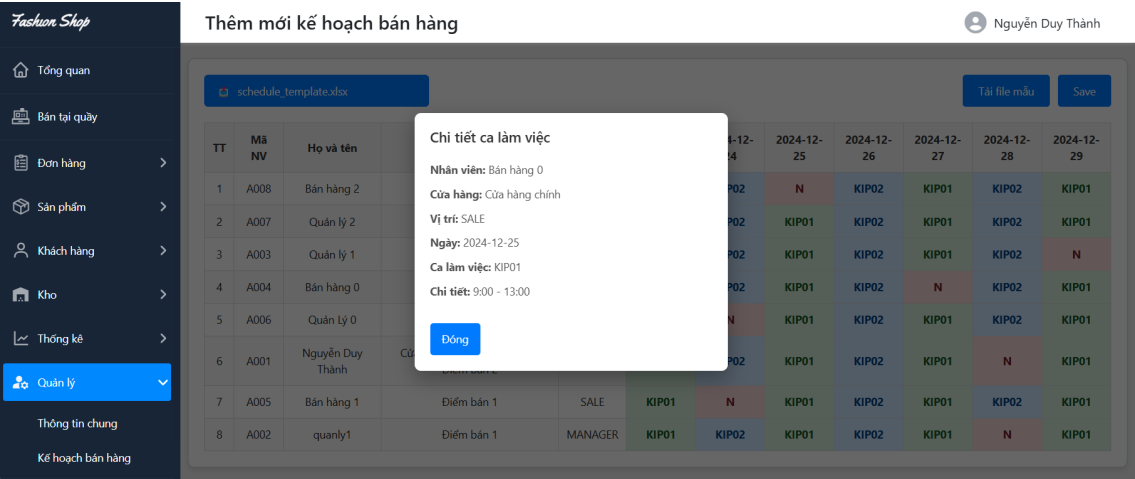 Fashion Shop
Thêm mới kế hoạch bán hàng
Nguyễn Duy Thành
Tổng quan
Bán tại quầy
Đơn hàng
Sản phẩm
Khách hàng
Kho
Thống kê
Quản lý
Thông tin chung
Kế hoạch bán hàng
schedule_template.xlsx
Tải file mẫu
Save
Chi tiết ca làm việc
Nhân viên: Bán hàng 0
Cửa hàng: Cửa hàng chính
Vị trí: SALE
Ngày: 2024-12-25
Ca làm việc: KIP01
Chi tiết: 9:00 - 13:00
Đóng
TT Mã NV Họ và tên 24 2024-12-25 2024-12-26 2024-12-27 2024-12-28 2024-12-29
1 A008 Bán hàng 2 P02 N KIP02 KIP01 KIP02 KIP01
2 A007 Quản lý 2 P02 KIP01 KIP02 KIP01 KIP02 KIP01
3 A003 Quản lý 1 P02 KIP01 KIP02 KIP01 KIP02 N
4 A004 Bán hàng 0 P02 KIP01 KIP02 N KIP02 KIP01
5 A006 Quản Lý 0 N KIP01 KIP02 KIP01 KIP02 KIP01
6 A001 Nguyễn Duy Thành P02 KIP01 KIP02 KIP01 N KIP01
7 A005 Bán hàng 1 Điểm bán 1 SALE KIP01 N KIP01 KIP02 KIP01 KIP02 KIP01
8 A002 quanly1 Điểm bán 1 MANAGER KIP01 KIP02 KIP01 KIP02 KIP01 N KIP01